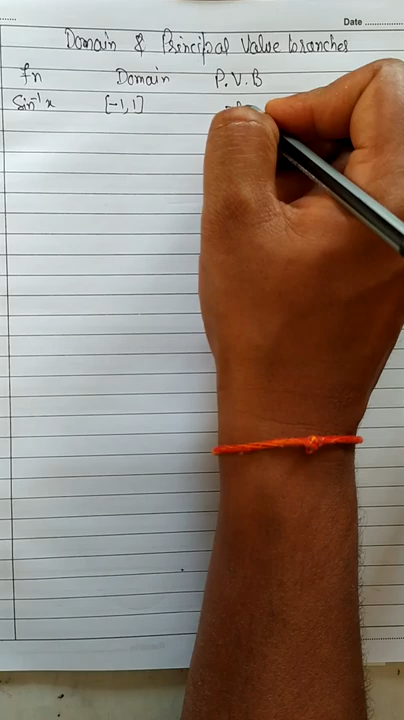 Date
Domain & Principal Value branches
fn Domain P.V.B
Sin⁻¹x [-1,1]